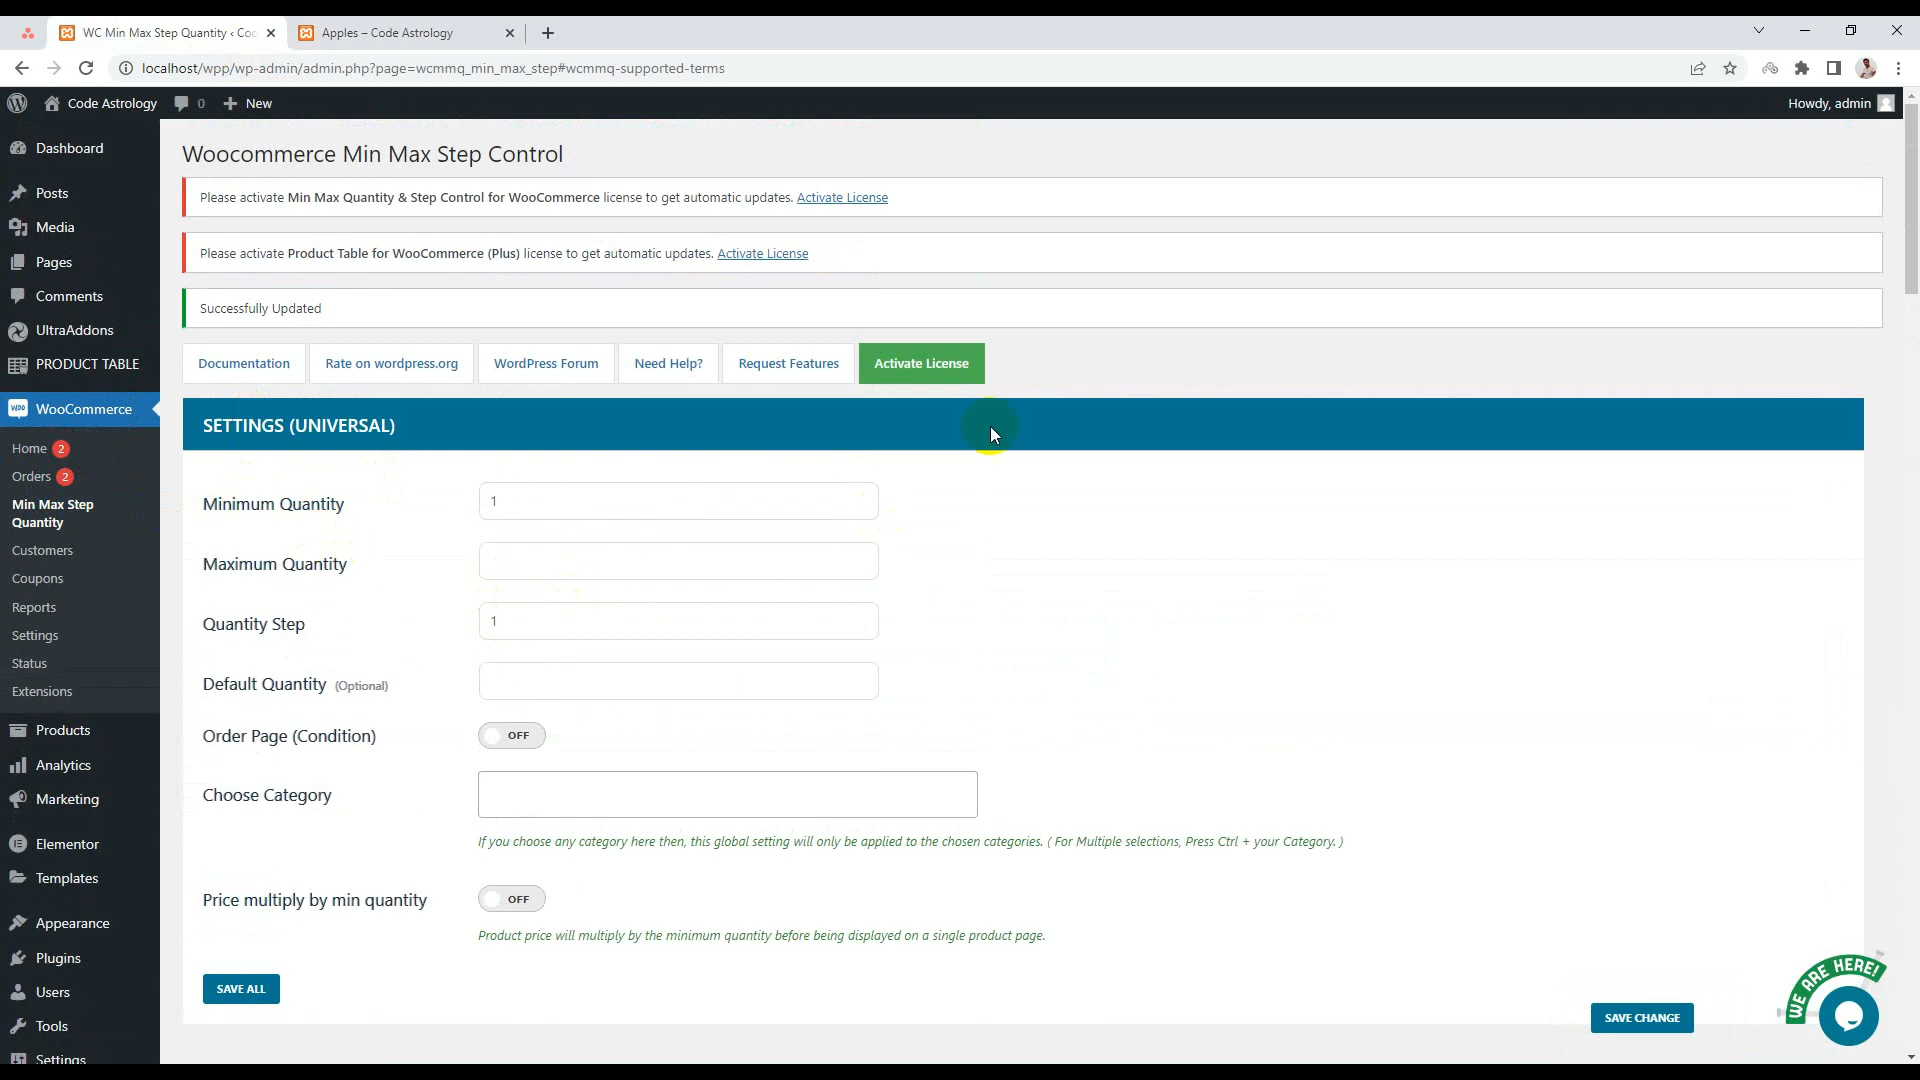 WC Min Max Step Quantity ‹ Coc
Apples – Code Astrology
localhost/wpp/wp-admin/admin.php?page=wcmmq_min_max_step#wcmmq-supported-terms
Code Astrology
0
New
Howdy, admin
Dashboard
Posts
Media
Pages
Comments
UltraAddons
PRODUCT TABLE
WooCommerce
Home 2
Orders 2
Min Max Step
Quantity
Customers
Coupons
Reports
Settings
Status
Extensions
Products
Analytics
Marketing
Elementor
Templates
Appearance
Plugins
Users
Tools
Settings
Woocommerce Min Max Step Control
Please activate Min Max Quantity & Step Control for WooCommerce license to get automatic updates. Activate License
Please activate Product Table for WooCommerce (Plus) license to get automatic updates. Activate License
Successfully Updated
Documentation
Rate on wordpress.org
WordPress Forum
Need Help?
Request Features
Activate License
SETTINGS (UNIVERSAL)
Minimum Quantity
1
Maximum Quantity
Quantity Step
1
Default Quantity (Optional)
Order Page (Condition)
OFF
Choose Category
If you choose any category here then, this global setting will only be applied to the chosen categories. ( For Multiple selections, Press Ctrl + your Category. )
Price multiply by min quantity
OFF
Product price will multiply by the minimum quantity before being displayed on a single product page.
SAVE ALL
SAVE CHANGE
WE ARE HERE!